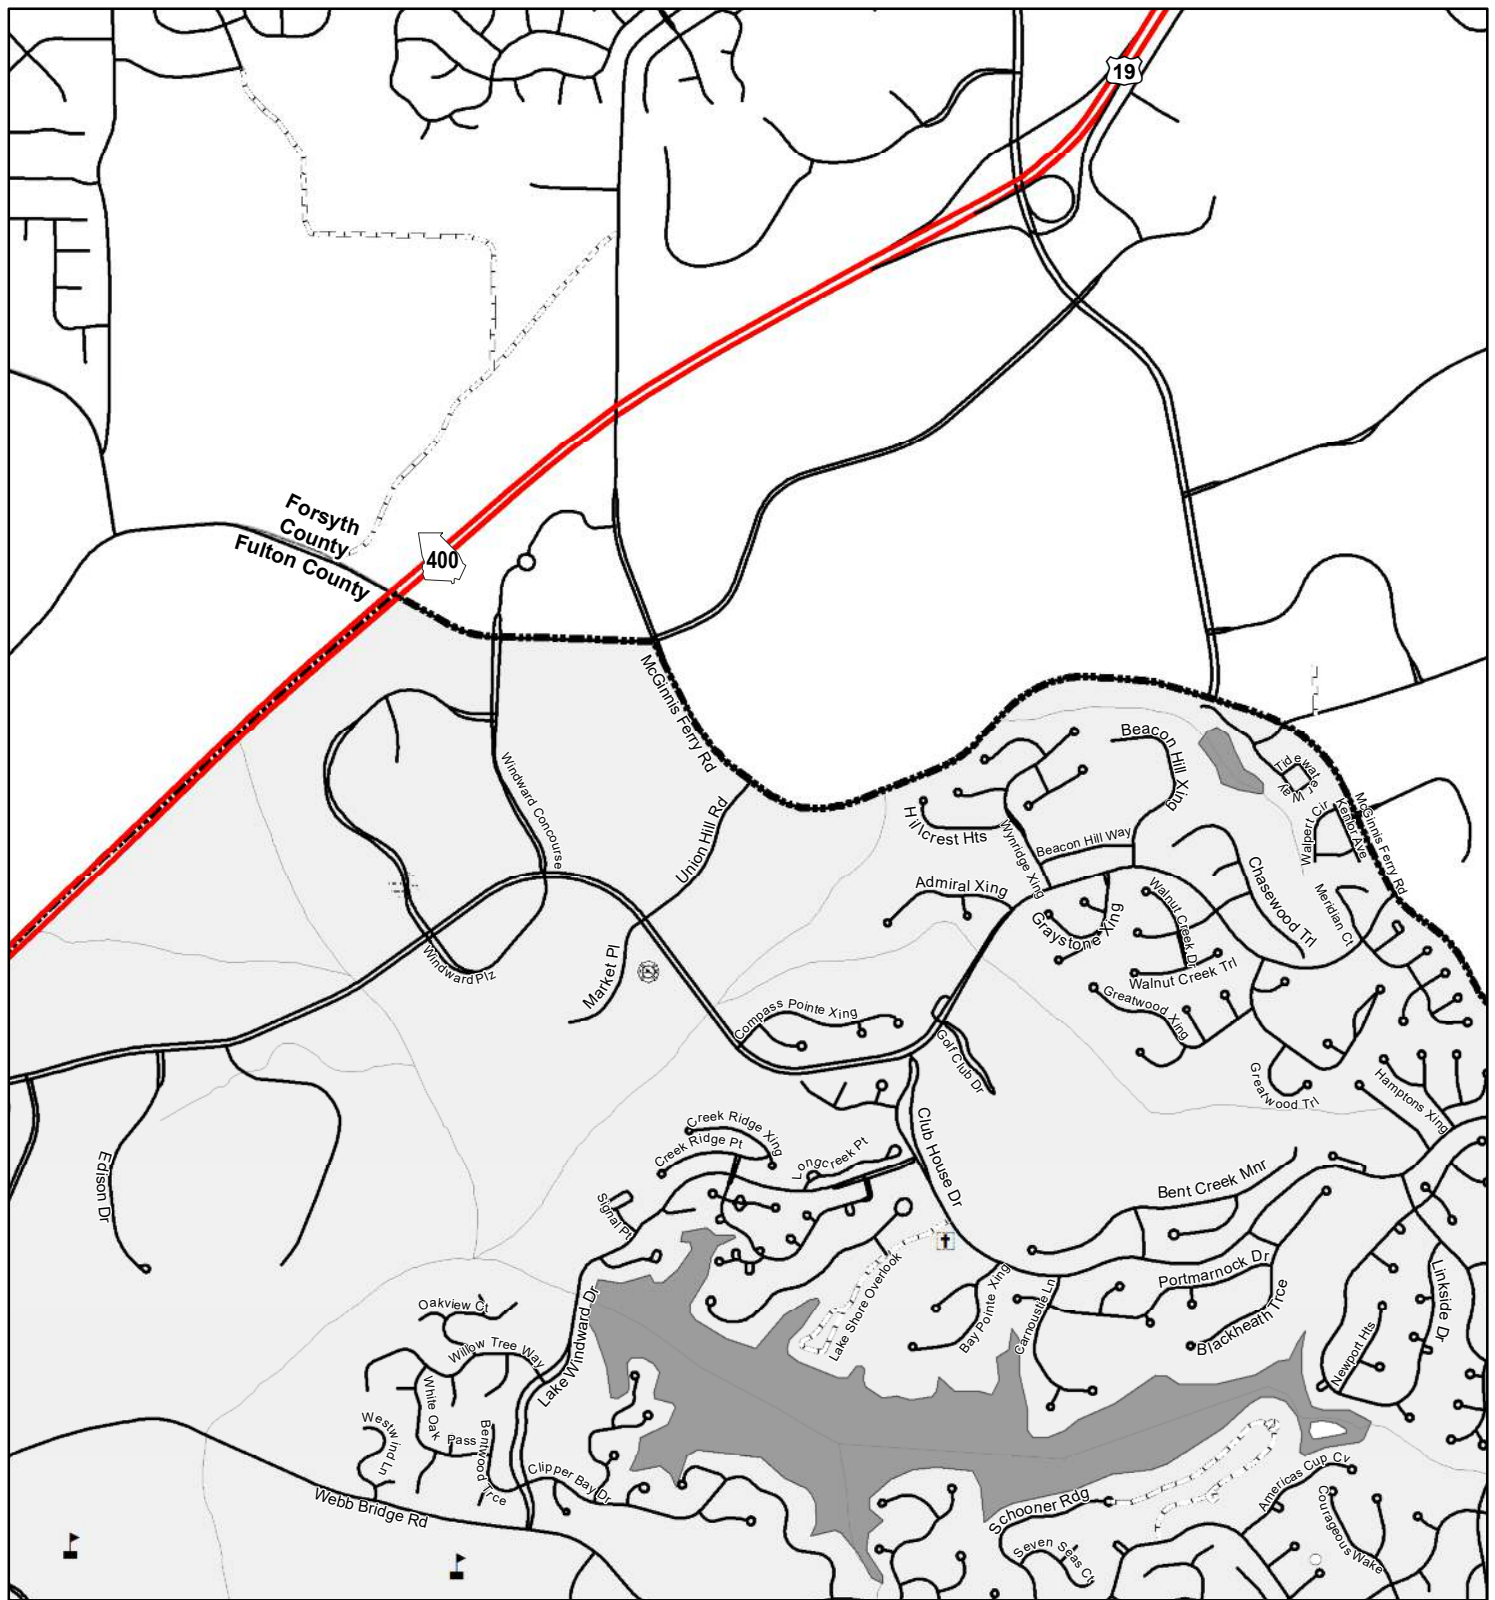 19
Forsyth
County
400
Fulton County
McGinnis Ferry Rd
Beacon Hill Xing
Tidewater Way
Windward Concourse
Union Hill Rd
Hillcrest Hts
Wynridge Xing
Beacon Hill Way
Walpert Cir
Keillor Ave
McGinnis Ferry Rd
Admiral Xing
Graystone Xing
Walnut Creek Dr
Chasewood Trl
Meridian Ct
Windward Plz
Market Pl
Walnut Creek Trl
Greatwood Xing
Compass Pointe Xing
Golf Club Dr
Greatwood Trl
Hamptons Xing
Creek Ridge Xing
Creek Ridge Pt
Longcreek Pt
Club House Dr
Edison Dr
Signal Pt
Bent Creek Mnr
Lake Shore Overlook
Bay Pointe Xing
Carnoustie Ln
Portmarnock Dr
Blackheath Trce
Linkside Dr
Newport Hts
Oakview Ct
Willow Tree Way
Lake Windward Dr
White Oak Pass
Westwind Ln
Bentwood Trce
Clipper Bay Dr
Webb Bridge Rd
Schooner Rdg
Seven Seas Ct
Americas Cup Cv
Courageous Wake